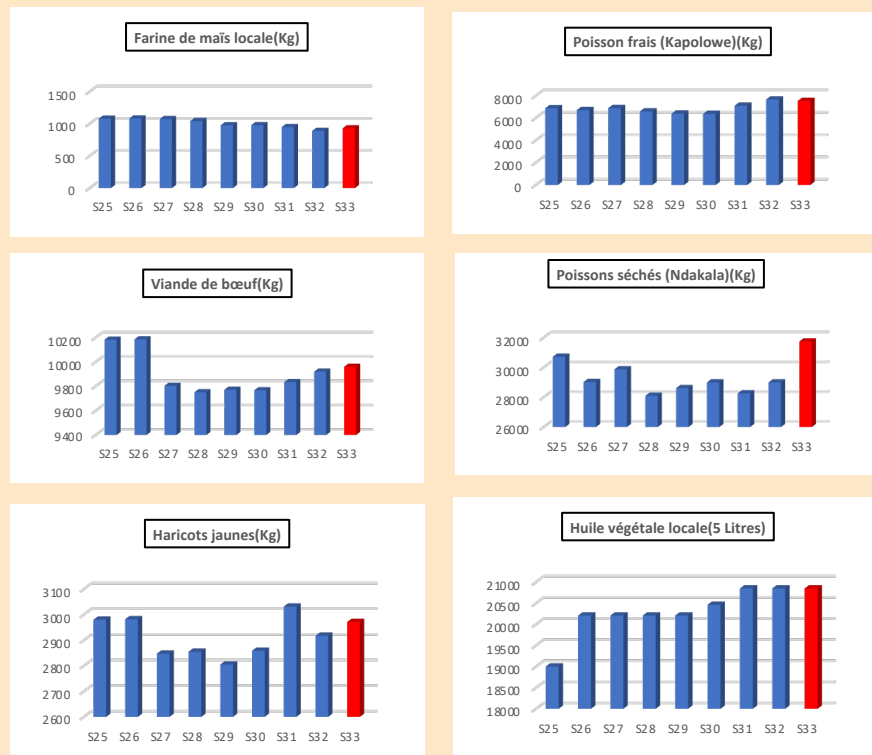 Farine de maïs locale(Kg)
1500
1000
500
0
S25 S26 S27 S28 S29 S30 S31 S32 S33
Poisson frais (Kapolowe)(Kg)
8000
6000
4000
2000
0
S25 S26 S27 S28 S29 S30 S31 S32 S33
Viande de bœuf(Kg)
10200
10000
9800
9600
9400
S25 S26 S27 S28 S29 S30 S31 S32 S33
Poissons séchés (Ndakala)(Kg)
32000
30000
28000
26000
S25 S26 S27 S28 S29 S30 S31 S32 S33
Haricots jaunes(Kg)
3100
3000
2900
2800
2700
2600
S25 S26 S27 S28 S29 S30 S31 S32 S33
Huile végétale locale(5 Litres)
21000
20500
20000
19500
19000
18500
18000
S25 S26 S27 S28 S29 S30 S31 S32 S33